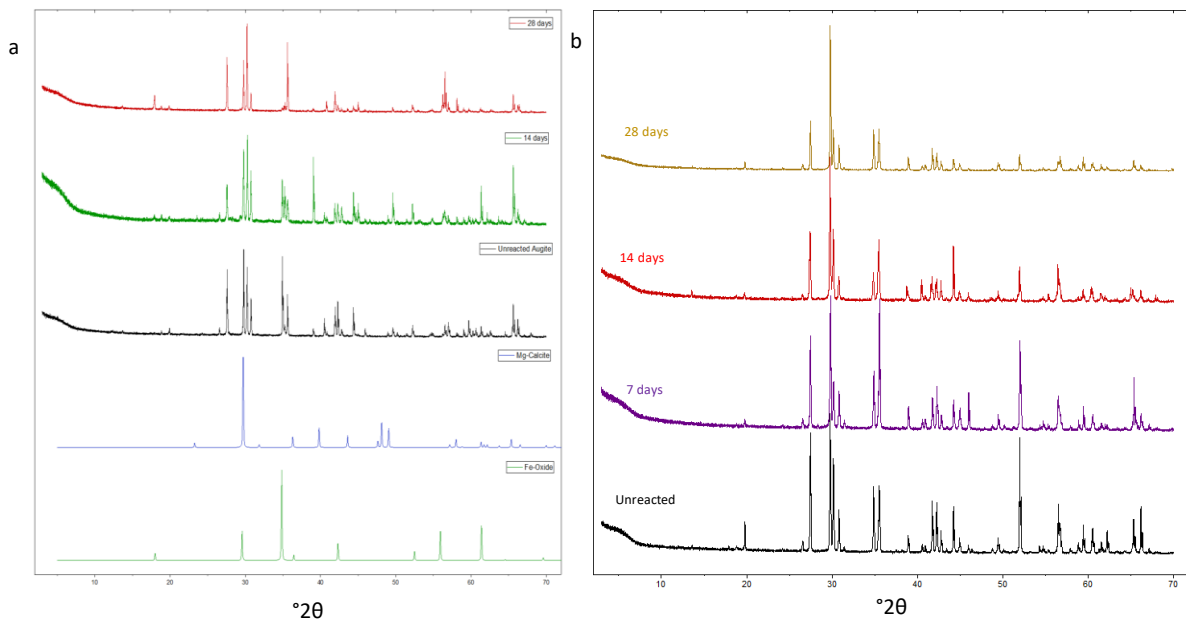 a
28 days
14 days
Unreacted Augite
Mg-Calcite
Fe-Oxide
10 20 30 40 50 60 70
°2θ
b
28 days
14 days
7 days
Unreacted
10 20 30 40 50 60 70
°2θ